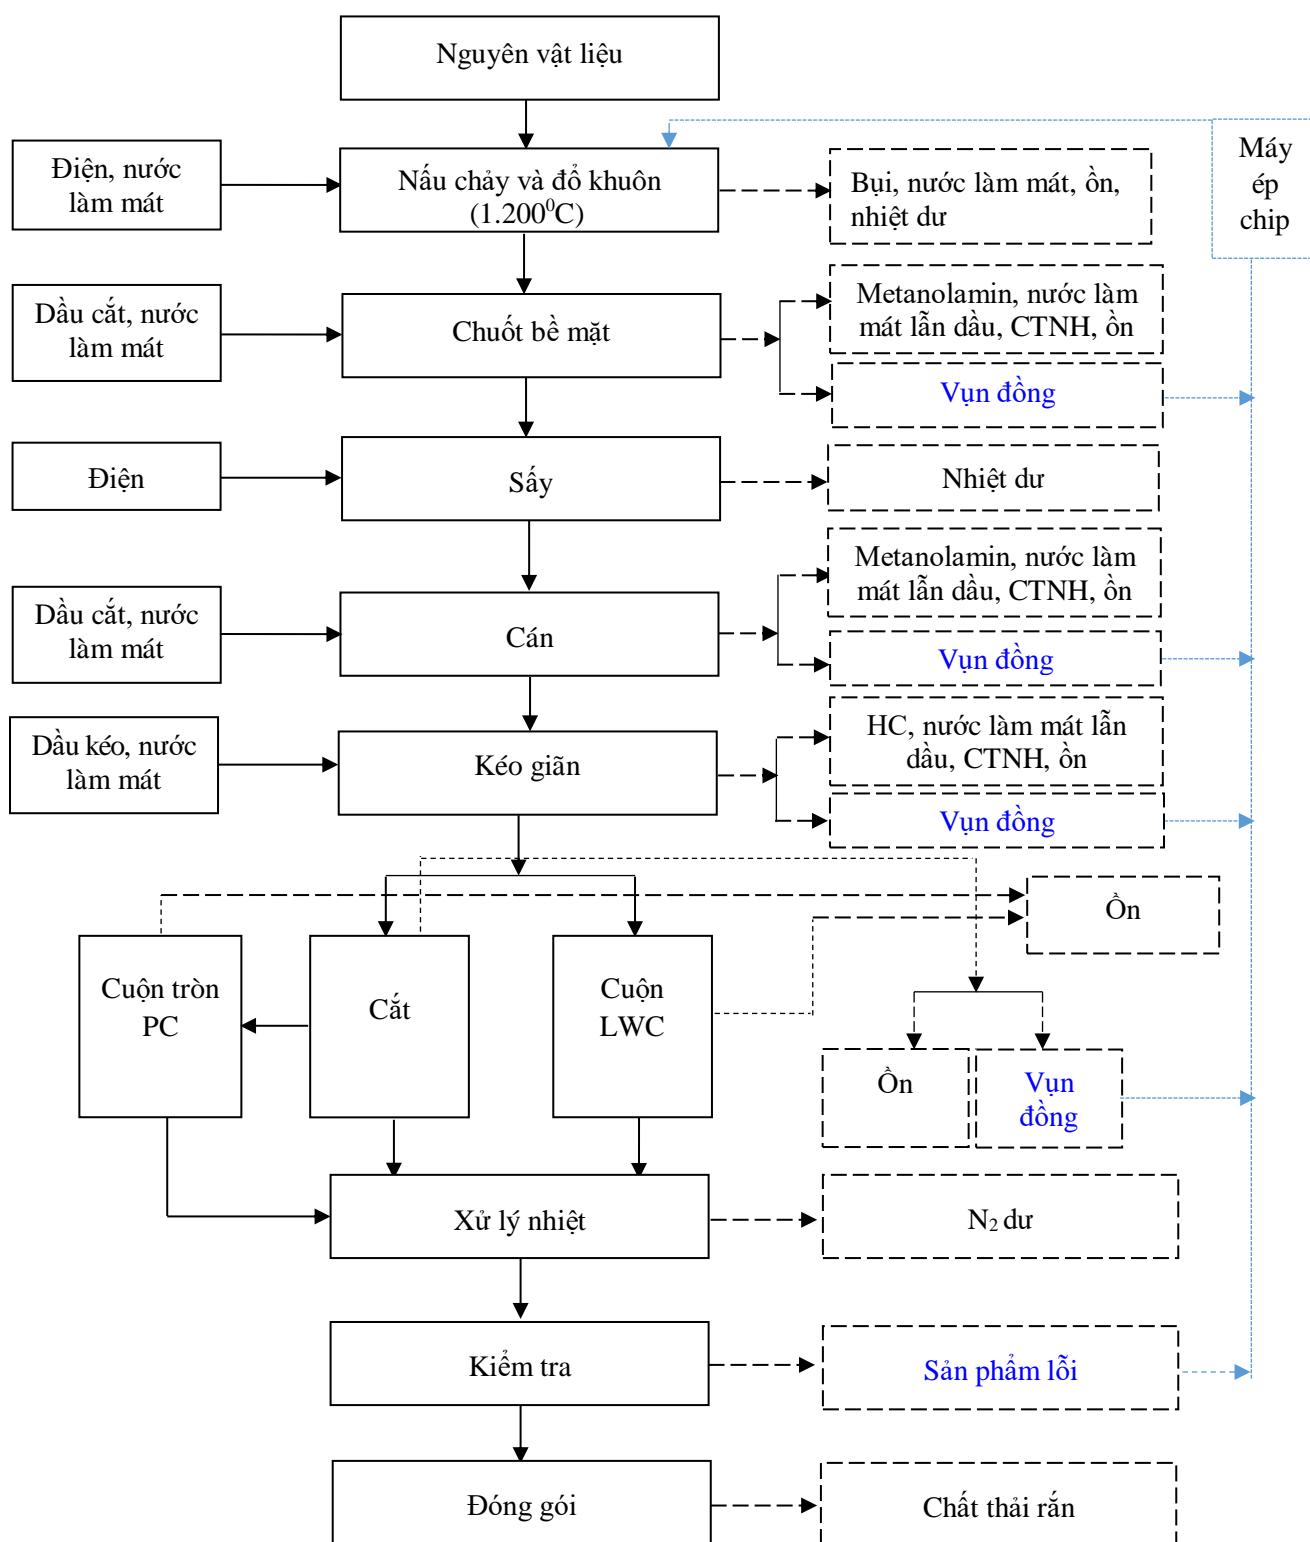 Nguyên vật liệu
Điện, nước
làm mát
Nấu chảy và đổ khuôn
(1.200⁰C)
Bụi, nước làm mát, ồn,
nhiệt dư
Máy
ép
chip
Dầu cắt, nước
làm mát
Chuốt bề mặt
Metanolamin, nước làm
mát lẫn dầu, CTNH, ồn
Vụn đồng
Điện
Sấy
Nhiệt dư
Dầu cắt, nước
làm mát
Cán
Metanolamin, nước làm
mát lẫn dầu, CTNH, ồn
Vụn đồng
Dầu kéo, nước
làm mát
Kéo giãn
HC, nước làm mát lẫn
dầu, CTNH, ồn
Vụn đồng
Ồn
Cuộn tròn
PC
Cắt
Cuộn
LWC
Ồn
Vụn
đồng
Xử lý nhiệt
N₂ dư
Kiểm tra
Sản phẩm lỗi
Đóng gói
Chất thải rắn